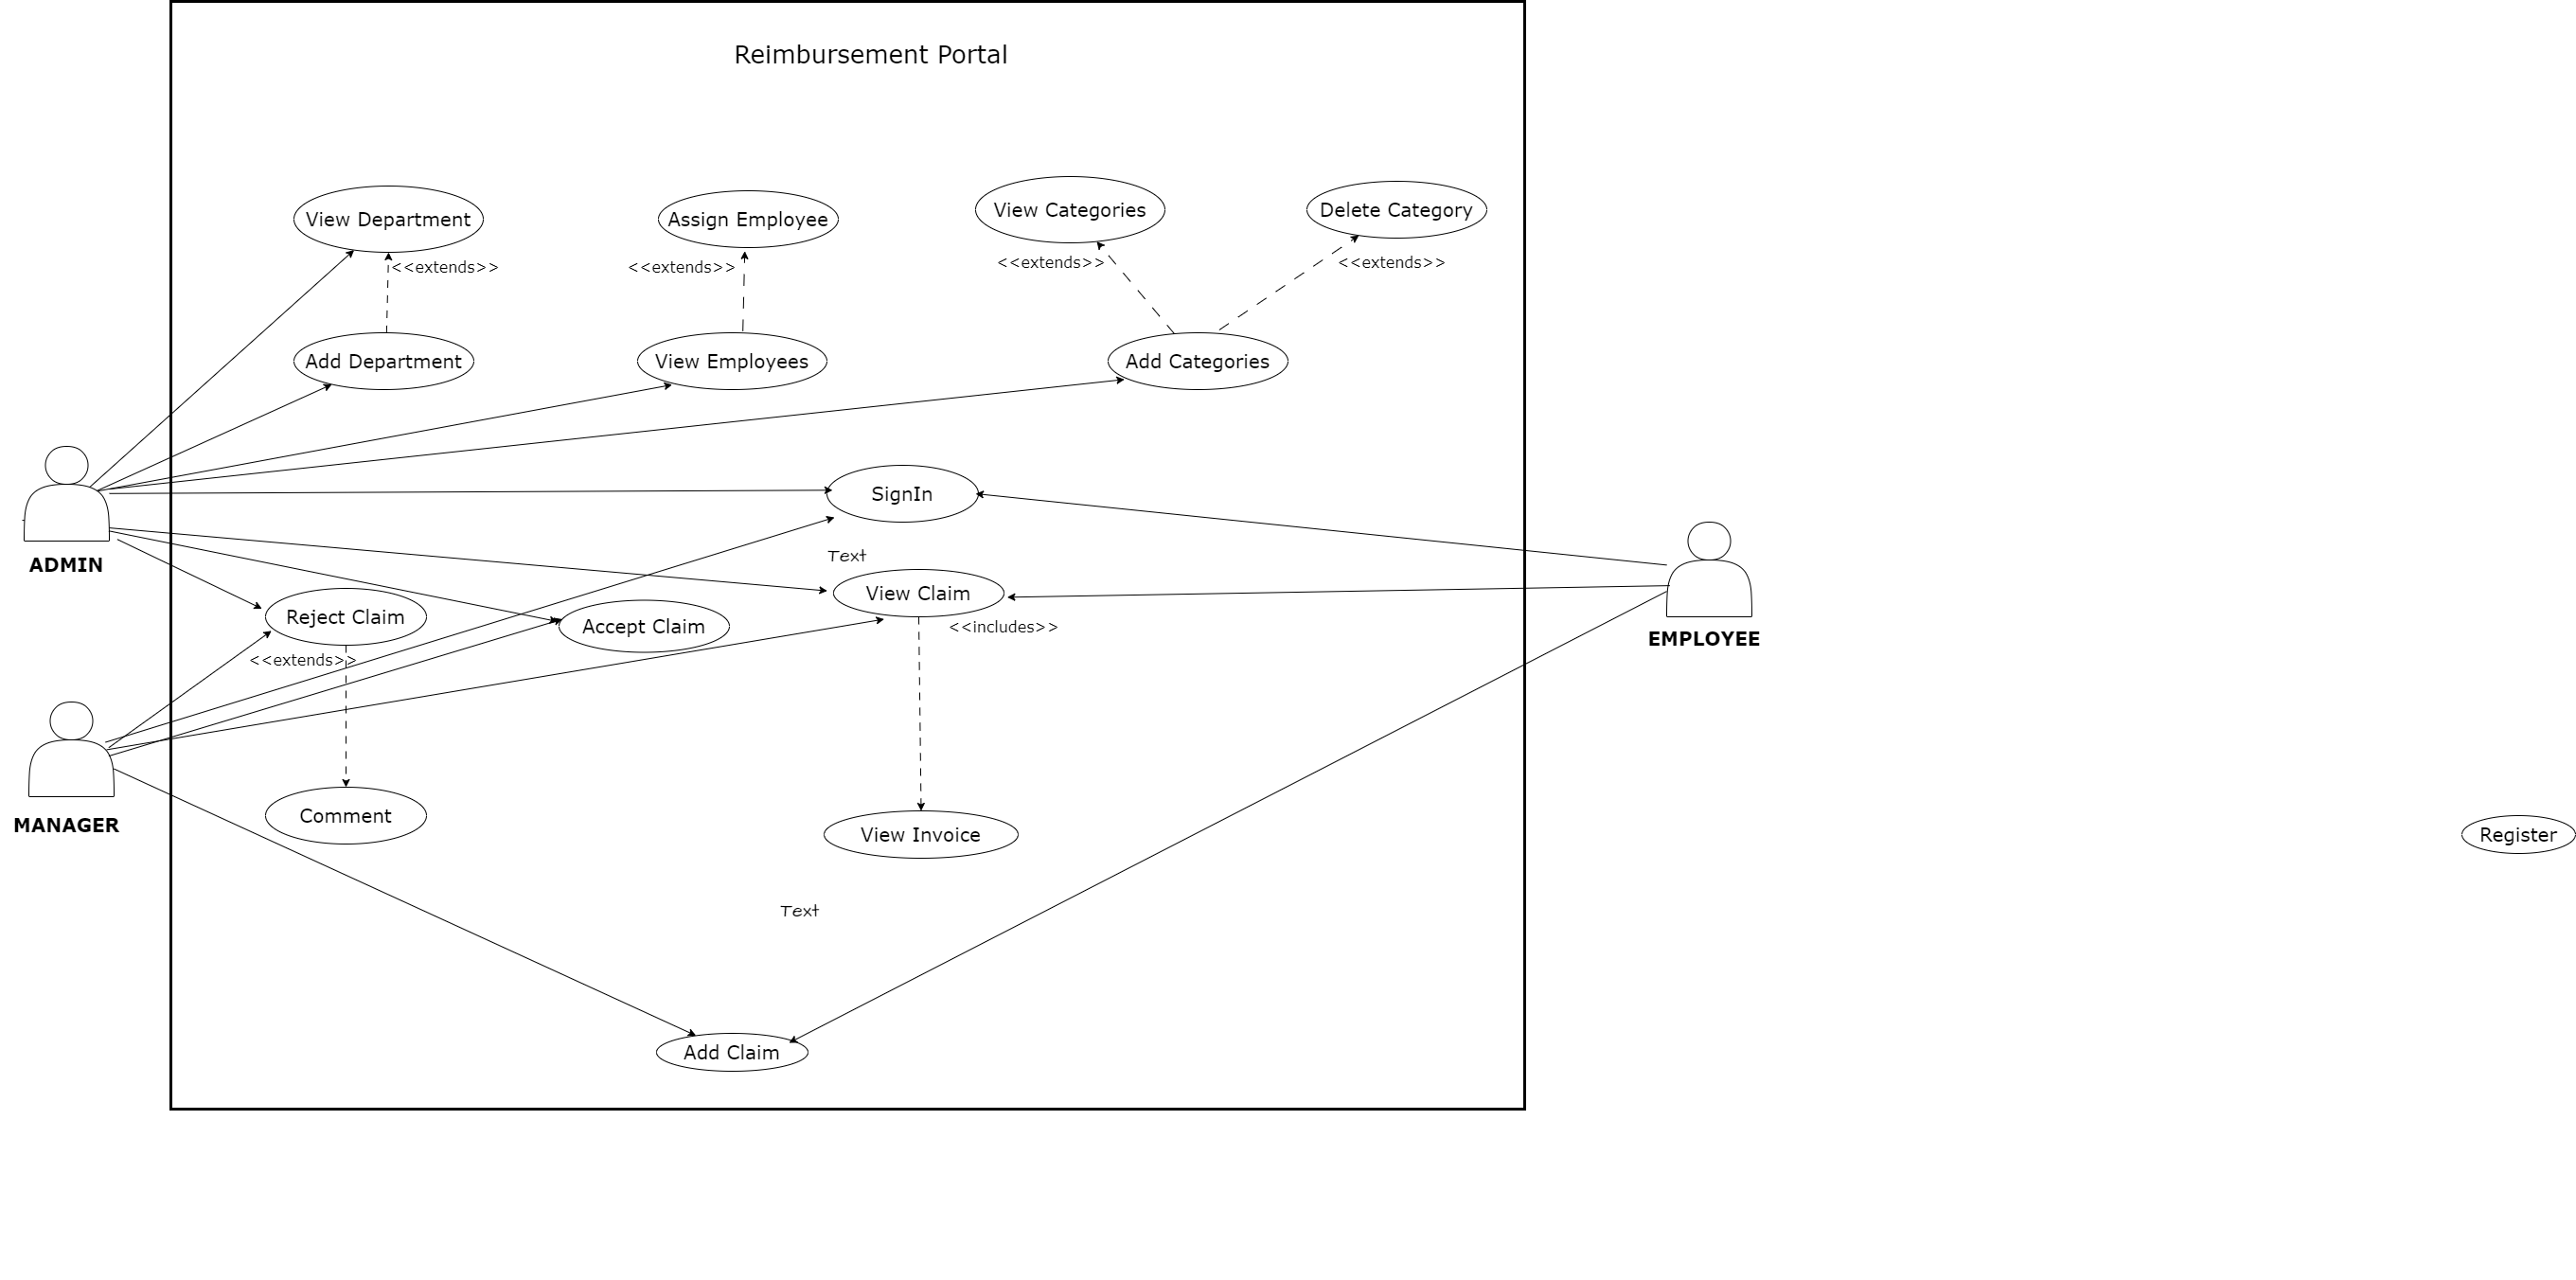 Reimbursement Portal
View Department
Assign Employee
View Categories
Delete Category
<<extends>>
<<extends>>
<<extends>>
<<extends>>
Add Department
View Employees
Add Categories
SignIn
Text
ADMIN
View Claim
Reject Claim
Accept Claim
<<includes>>
EMPLOYEE
<<extends>>
MANAGER
Comment
View Invoice
Register
Text
Add Claim